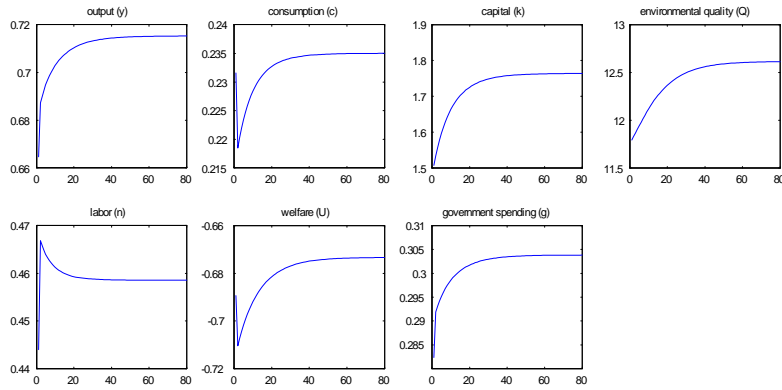 output (y) consumption (c) capital (k) environmental quality (Q)
0.72 0.24 1.9 13
0.235 1.8
0.7 0.23 12.5
1.7
0.225
0.68 12
1.6
0.22
0.66 0.215 1.5 11.5
0 20 40 60 80 0 20 40 60 80 0 20 40 60 80 0 20 40 60 80
labor (n) welfare (U) government spending (g)
0.47 -0.66 0.31
0.305
0.46 -0.68
0.3
0.295
0.45 -0.7
0.29
0.285
0.44 -0.72
0 20 40 60 80 0 20 40 60 80 0 20 40 60 80